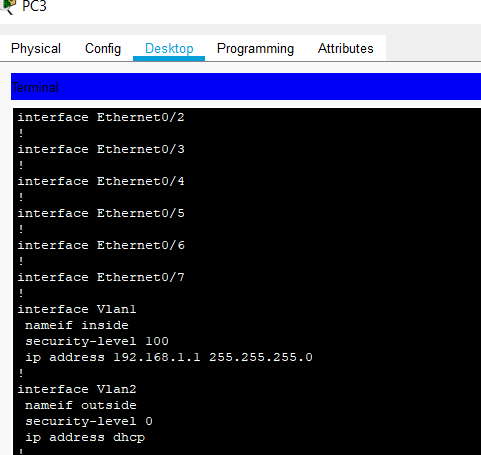 PC3
Physical Config Desktop Programming Attributes
Terminal
interface Ethernet0/2
!
interface Ethernet0/3
!
interface Ethernet0/4
!
interface Ethernet0/5
!
interface Ethernet0/6
!
interface Ethernet0/7
!
interface Vlan1
nameif inside
security-level 100
ip address 192.168.1.1 255.255.255.0
!
interface Vlan2
nameif outside
security-level 0
ip address dhcp
!